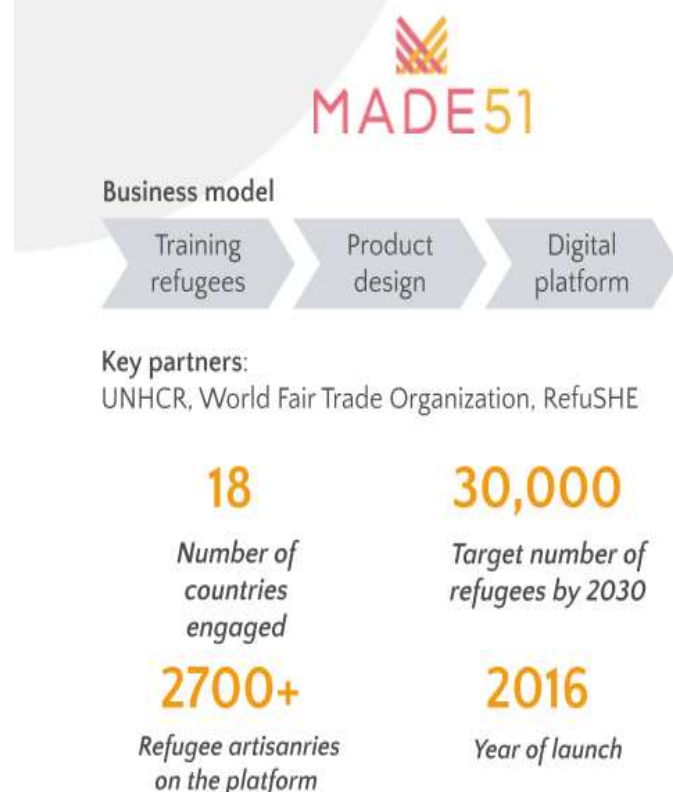 MADE51
Business model
Training
refugees
Product
design
Digital
platform
Key partners:
UNHCR, World Fair Trade Organization, RefuSHE
18
Number of
countries
engaged
30,000
Target number of
refugees by 2030
2700+
Refugee artisanries
on the platform
2016
Year of launch